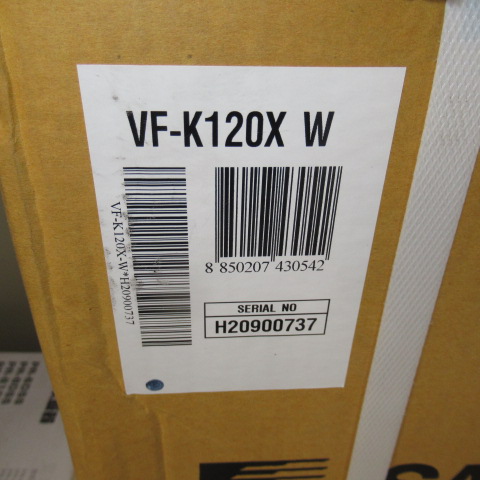 VF-K120X W
VF-K120X-W*H20900737
8 850207 430542
SERIAL NO
H20900737